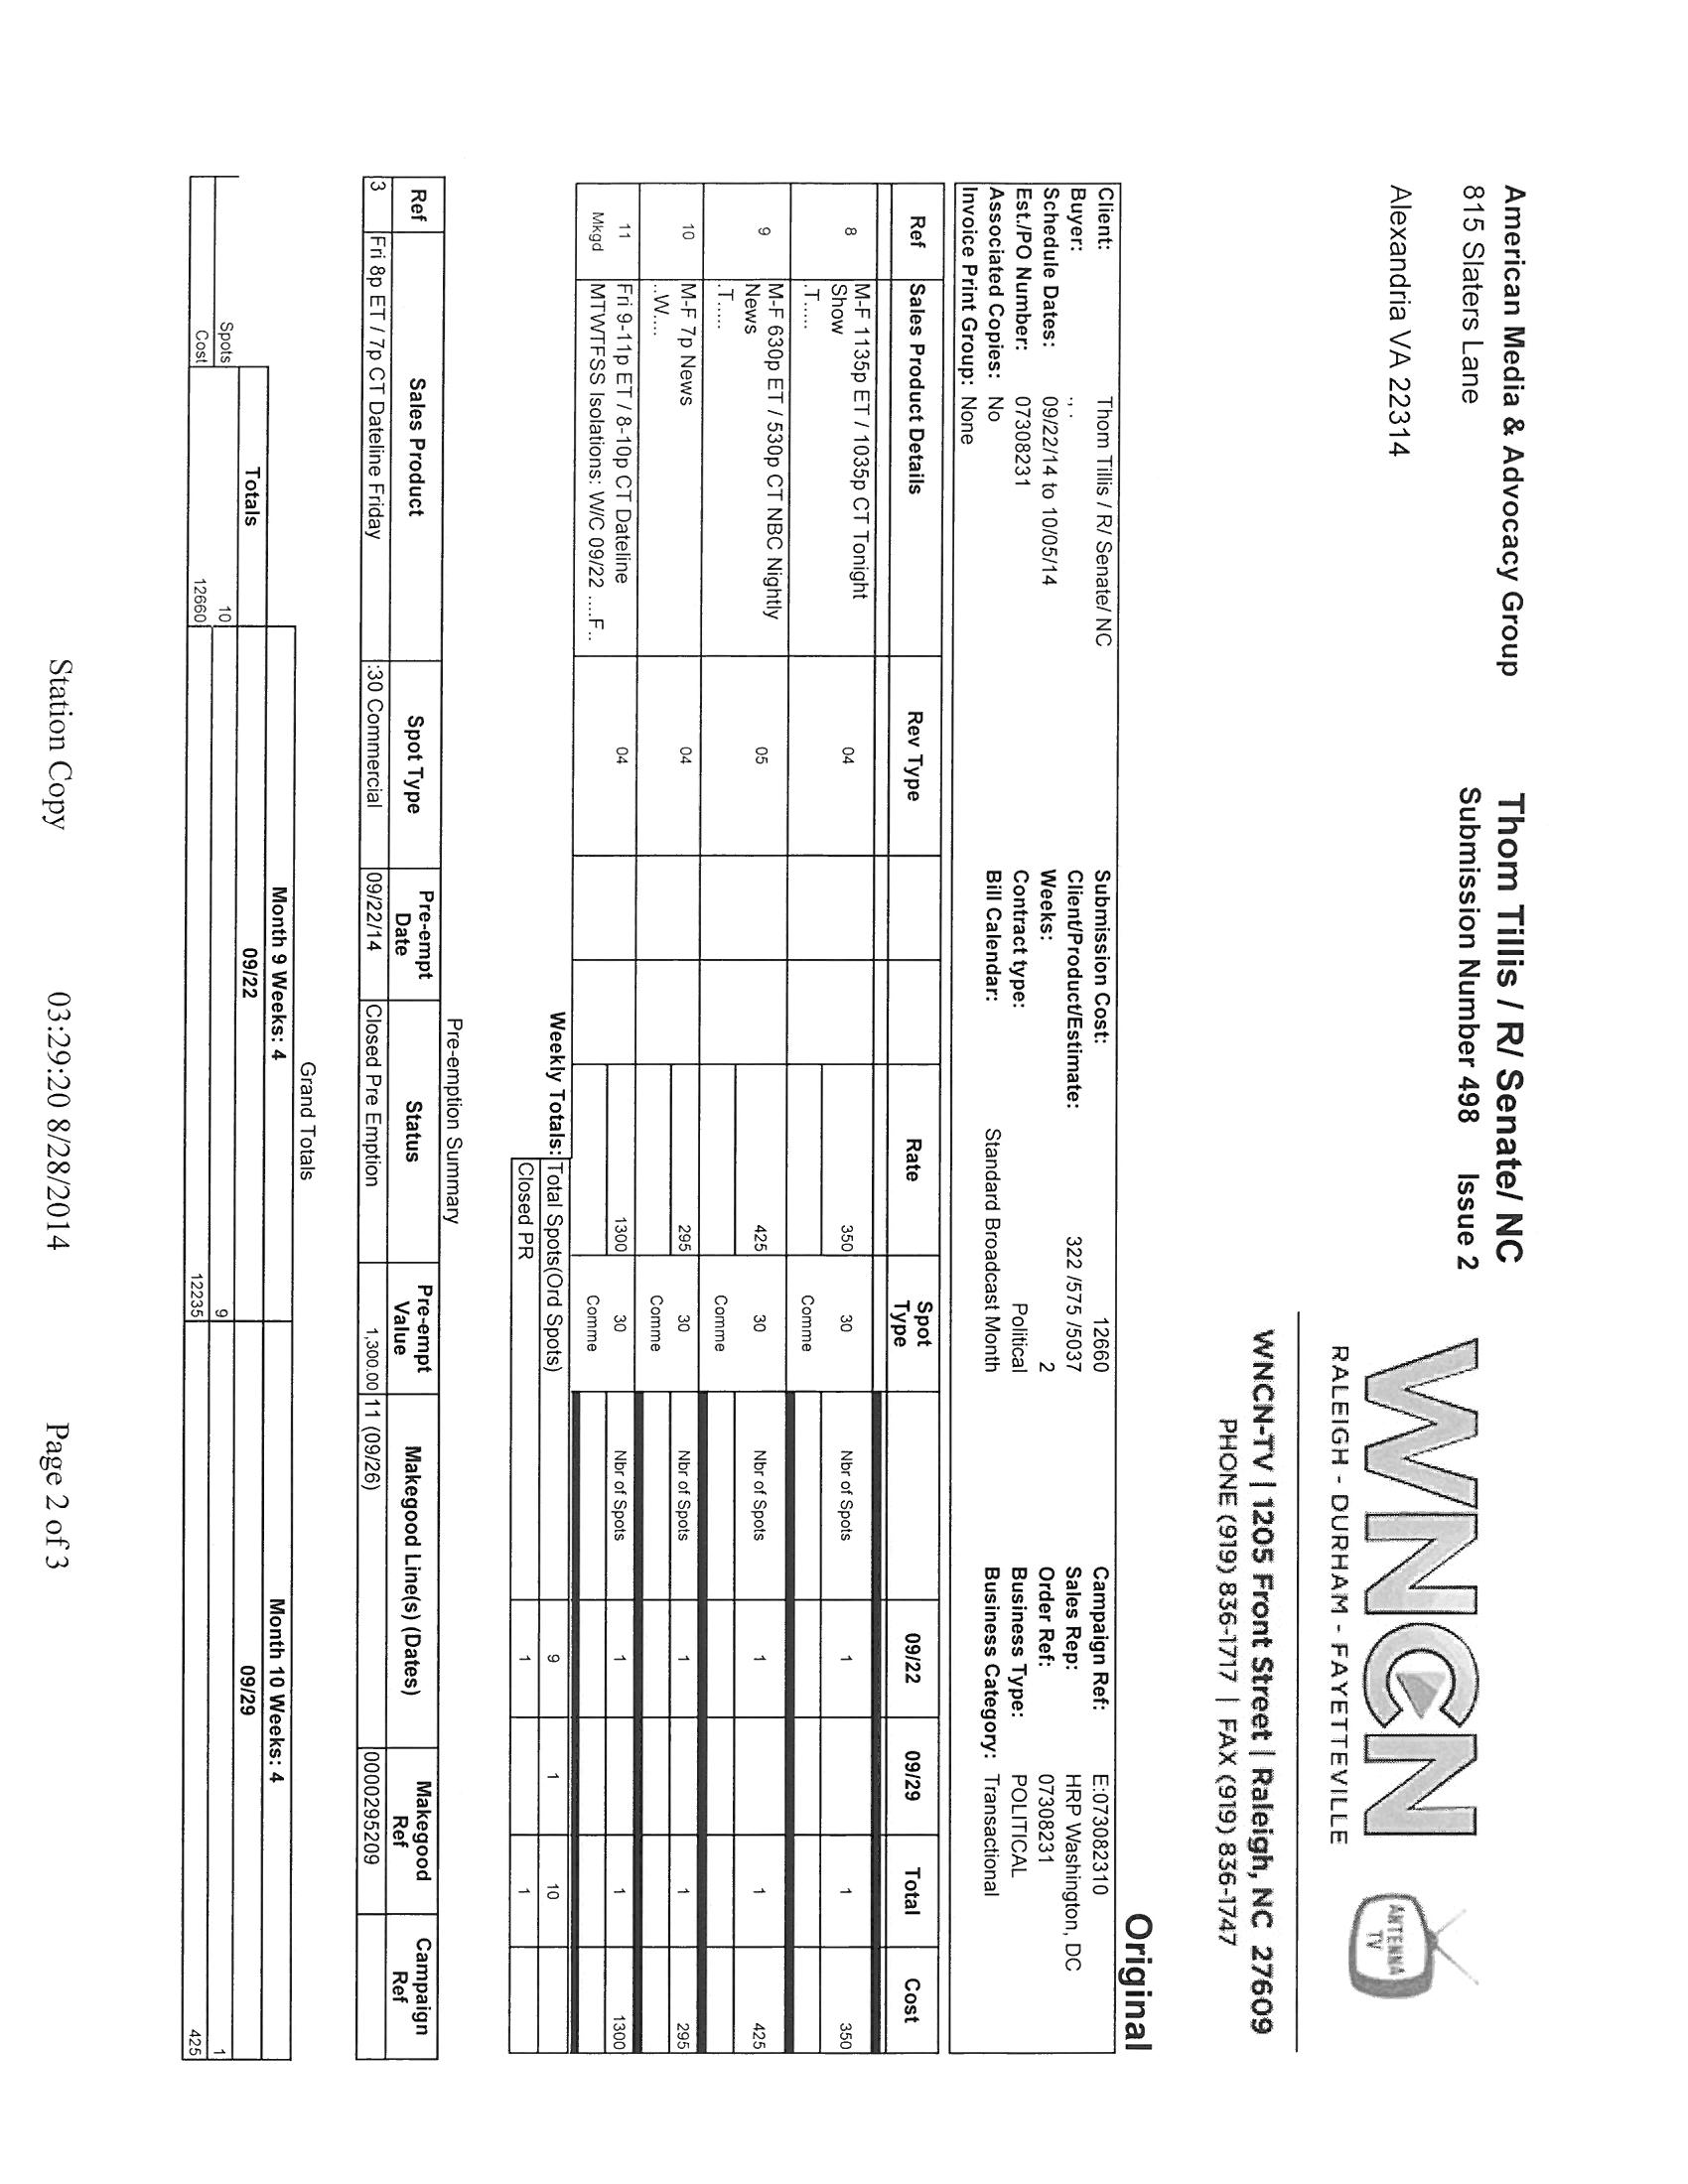 American Media & Advocacy Group
815 Slaters Lane
Alexandria VA 22314
Thom Tillis / R/ Senate/ NC
Submission Number 498 Issue 2
WNCN
RALEIGH - DURHAM - FAYETTEVILLE
ANTENNA TV
WNCN-TV | 1205 Front Street | Raleigh, NC 27609
PHONE (919) 836-1717 | FAX (919) 836-1747
Original
Client: Thom Tillis / R/ Senate/ NC Submission Cost: 12660 Campaign Ref: E:073082310
Buyer: ., . Client/Product/Estimate: 322 /575 /5037 Sales Rep: HRP Washington, DC
Schedule Dates: 09/22/14 to 10/05/14 Weeks: 2 Order Ref: 07308231
Est./PO Number: 07308231 Contract type: Political Business Type: POLITICAL
Associated Copies: No Bill Calendar: Standard Broadcast Month Business Category: Transactional
Invoice Print Group: None
Ref Sales Product Details Rev Type Rate Spot Type 09/22 09/29 Total Cost
8 M-F 1135p ET / 1035p CT Tonight 04 350 30 Nbr of Spots 1 1 350
Show
.T..... Comme
9 M-F 630p ET / 530p CT NBC Nightly 05 425 30 Nbr of Spots 1 1 425
News
.T..... Comme
10 M-F 7p News 04 295 30 Nbr of Spots 1 1 295
..W.... Comme
11 Fri 9-11p ET / 8-10p CT Dateline 04 1300 30 Nbr of Spots 1 1 1300
Mkgd MTWTFSS Isolations: W/C 09/22 ....F.. Comme
Weekly Totals: Total Spots(Ord Spots) 9 1 10
Closed PR 1 1
Pre-emption Summary
Ref Sales Product Spot Type Pre-empt Date Status Pre-empt Value Makegood Line(s) (Dates) Makegood Ref Campaign Ref
3 Fri 8p ET / 7p CT Dateline Friday :30 Commercial 09/22/14 Closed Pre Emption 1,300.00 11 (09/26) 0000295209
Grand Totals
Month 9 Weeks: 4 Month 10 Weeks: 4
Totals 09/22 09/29
Spots 10 9 1
Cost 12660 12235 425
Station Copy 03:29:20 8/28/2014 Page 2 of 3